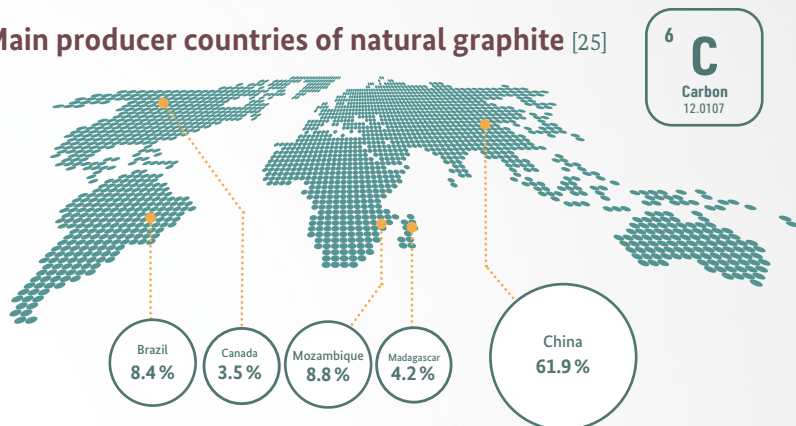 Main producer countries of natural graphite [25]
6
C
Carbon
12.0107
Brazil
8.4 %
Canada
3.5 %
Mozambique
8.8 %
Madagascar
4.2 %
China
61.9 %